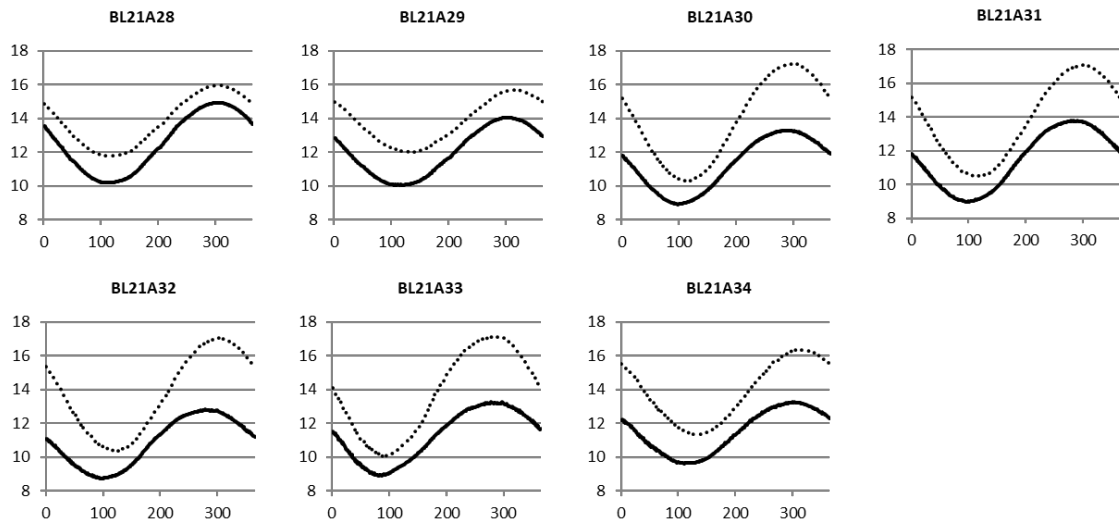 BL21A28 BL21A29 BL21A30 BL21A31
18 18 18 18
16 16 16 16
14 14 14 14
12 12 12 12
10 10 10 10
8 8 8 8
0 100 200 300 0 100 200 300 0 100 200 300 0 100 200 300
BL21A32 BL21A33 BL21A34
18 18 18
16 16 16
14 14 14
12 12 12
10 10 10
8 8 8
0 100 200 300 0 100 200 300 0 100 200 300